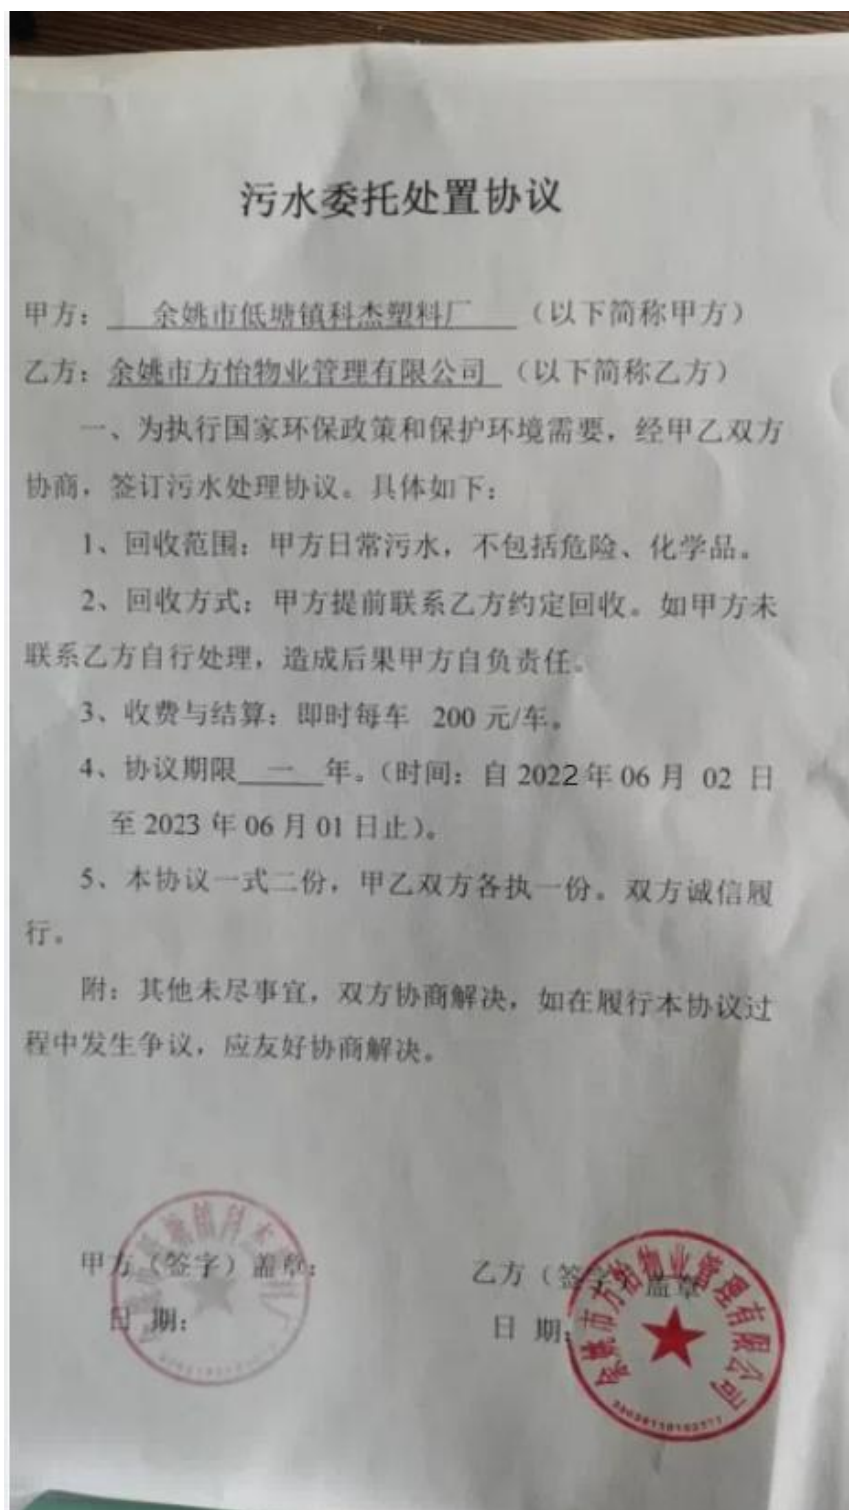 污水委托处置协议
甲方：余姚市低塘镇科杰塑料厂（以下简称甲方）
乙方：余姚市方怡物业管理有限公司（以下简称乙方）
一、为执行国家环保政策和保护环境需要，经甲乙双方
协商，签订污水处理协议。具体如下：
1、回收范围：甲方日常污水，不包括危险、化学品。
2、回收方式：甲方提前联系乙方约定回收。如甲方未
联系乙方自行处理，造成后果甲方自负责任。
3、收费与结算：即时每车 200 元/车。
4、协议期限 一 年。（时间：自 2022 年 06 月 02 日
至 2023 年 06 月 01 日止）。
5、本协议一式二份，甲乙双方各执一份。双方诚信履
行。
附：其他未尽事宜，双方协商解决，如在履行本协议过
程中发生争议，应友好协商解决。
甲方（签字）盖章：
日 期：
乙方（签字）盖章
日 期：
余姚市方怡物业管理有限公司